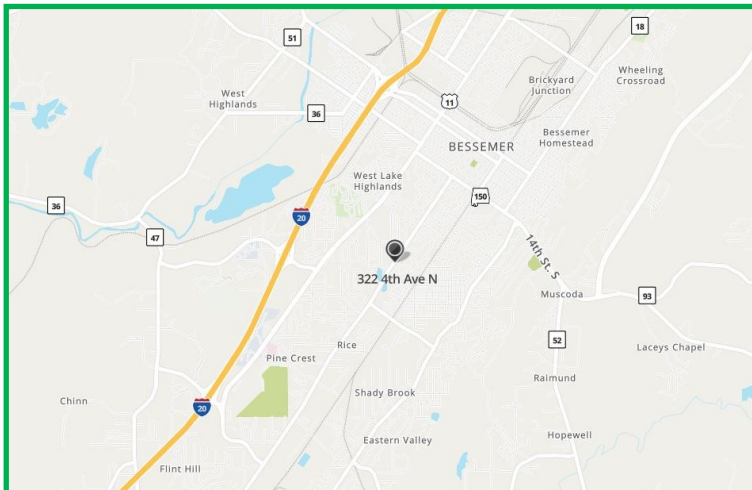 51
18
Wheeling
Crossroad
Brickyard
Junction
West
Highlands
11
36
Bessemer
Homestead
BESSEMER
West Lake
Highlands
150
36
20
47
14th St. S
322 4th Ave N
Muscoda
93
52
Rice
Laceys Chapel
Pine Crest
Raimund
Shady Brook
Chinn
20
Eastern Valley
Hopewell
Flint Hill